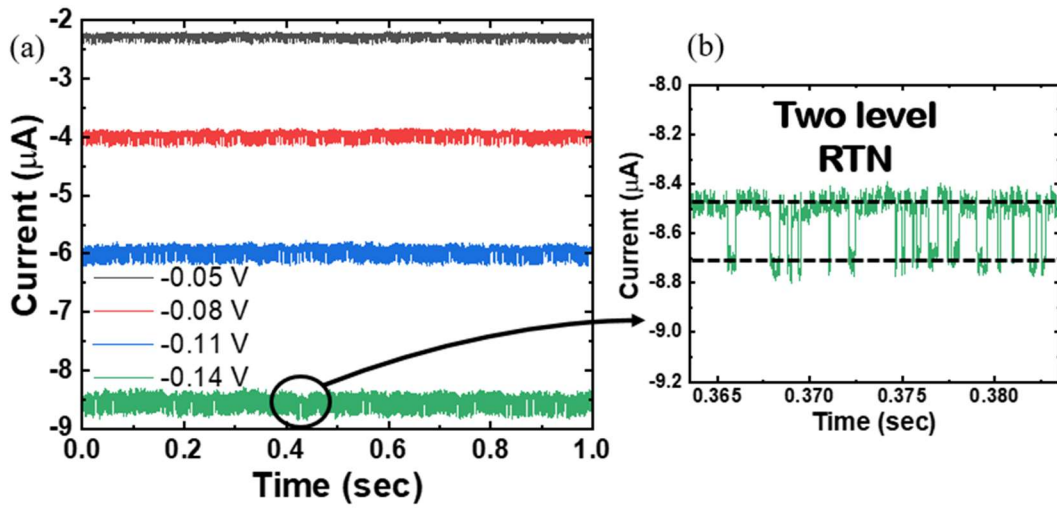 (a)
-2
-3
-4
-5
-6
-7
-8
-9
Current (μA)
-0.05 V
-0.08 V
-0.11 V
-0.14 V
0.0
0.2
0.4
0.6
0.8
1.0
Time (sec)
(b)
-8.0
-8.2
-8.4
-8.6
-8.8
-9.0
-9.2
Current (μA)
Two level
RTN
0.365
0.370
0.375
0.380
Time (sec)